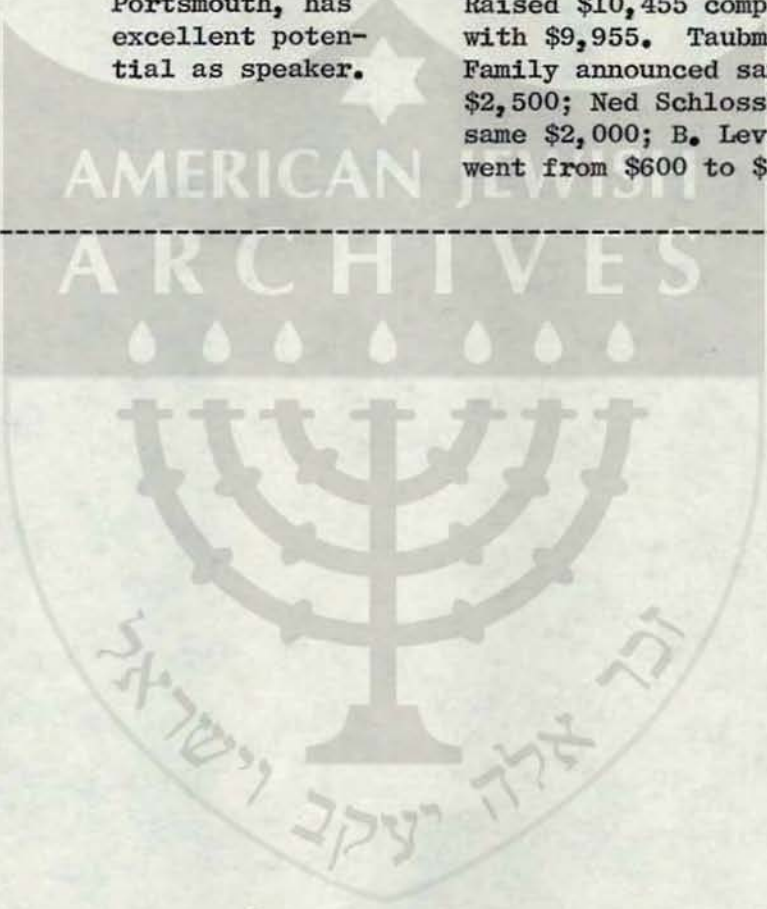 Portsmouth, has
excellent poten-
tial as speaker.
Raised $10,455 comp
with $9,955. Taubm
Family announced sa
$2,500; Ned Schloss
same $2,000; B. Lev
went from $600 to $
AMERICAN JEWISH
ARCHIVES
זכר אלה יעקב וישראל